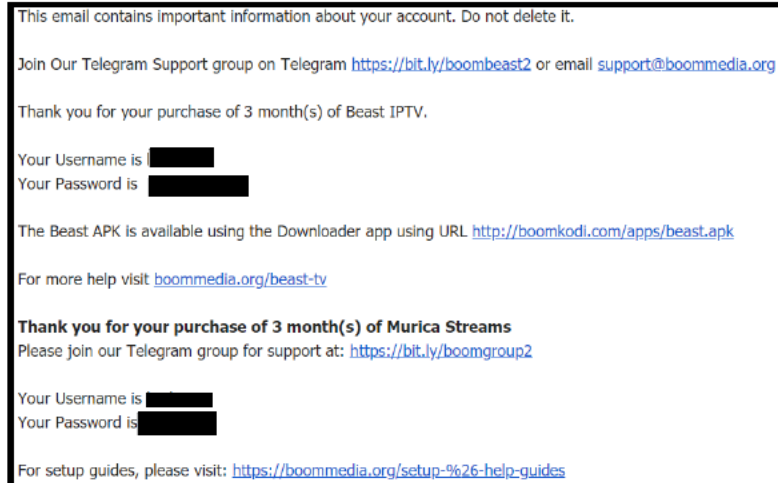 This email contains important information about your account. Do not delete it.
Join Our Telegram Support group on Telegram https://bit.ly/boombeast2 or email support@boommedia.org
Thank you for your purchase of 3 month(s) of Beast IPTV.
Your Username is
Your Password is
The Beast APK is available using the Downloader app using URL http://boomkodi.com/apps/beast.apk
For more help visit boommedia.org/beast-tv
Thank you for your purchase of 3 month(s) of Murica Streams
Please join our Telegram group for support at: https://bit.ly/boomgroup2
Your Username is
Your Password is
For setup guides, please visit: https://boommedia.org/setup-%26-help-guides